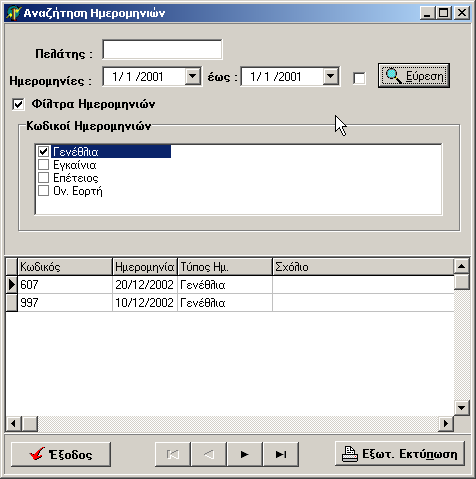 Αναζήτηση Ημερομηνιών
Πελάτης :
Ημερομηνίες : 1/ 1 /2001 έως : 1/ 1 /2001 Εύρεση
Φίλτρα Ημερομηνιών
Κωδικοί Ημερομηνιών
Γενέθλια
Εγκαίνια
Επέτειος
Ον. Εορτή
Κωδικός Ημερομηνία Τύπος Ημ. Σχόλιο
607 20/12/2002 Γενέθλια
997 10/12/2002 Γενέθλια
Έξοδος Εξωτ. Εκτύπωση